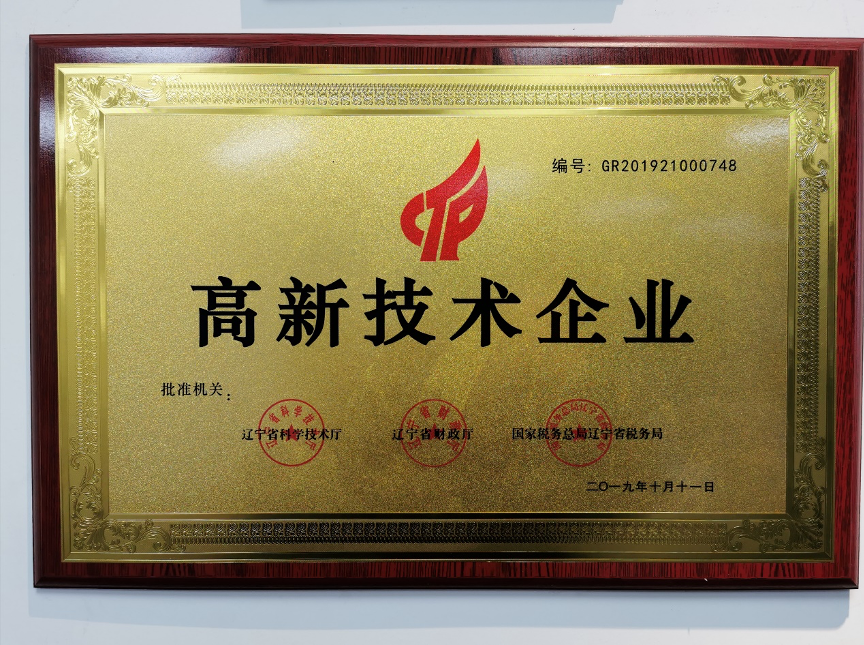 编号: GR201921000748
CTP
高新技术企业
批准机关:
辽宁省科学技术厅 辽宁省财政厅 国家税务总局辽宁省税务局
二〇一九年十月十一日